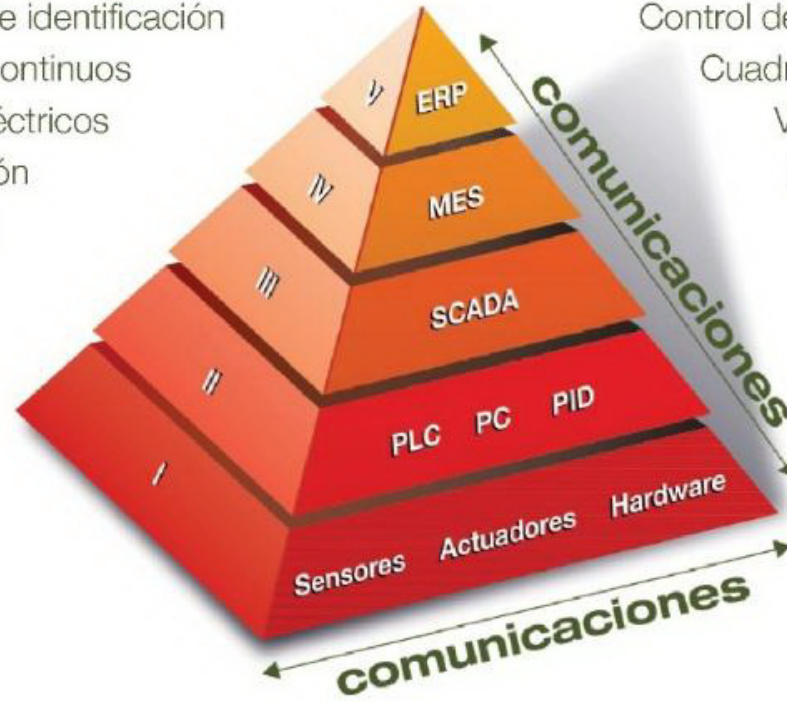 e identificación
ontinuos
éctricos
ón
Control de
Cuadr
V
V ERP
IV MES
III SCADA
II PLC PC PID
I Sensores Actuadores Hardware
comunicaciones
comunicaciones